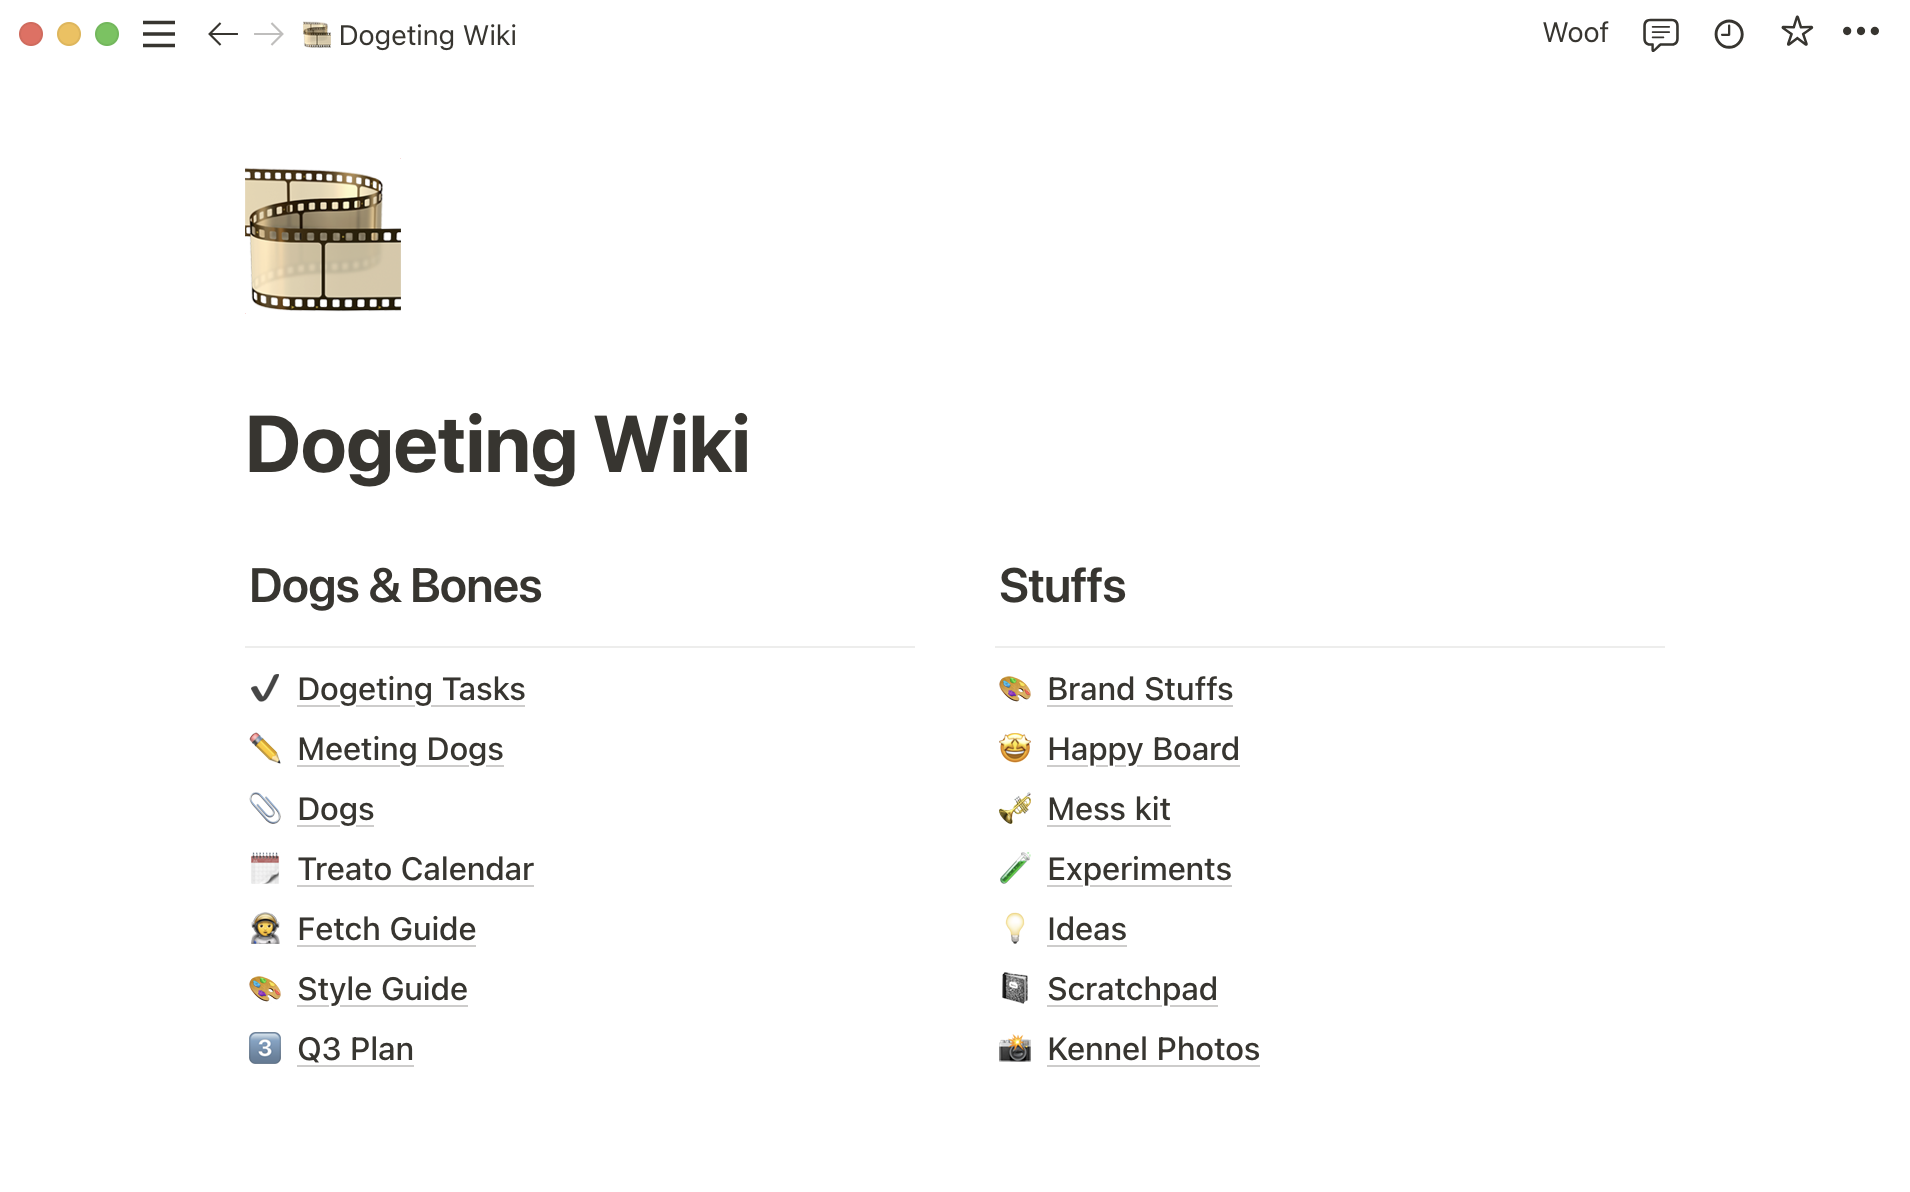 Dogeting Wiki
Woof
Dogeting Wiki
Dogs & Bones
Dogeting Tasks
Meeting Dogs
Dogs
Treato Calendar
Fetch Guide
Style Guide
3 Q3 Plan
Stuffs
Brand Stuffs
Happy Board
Mess kit
Experiments
Ideas
Scratchpad
Kennel Photos